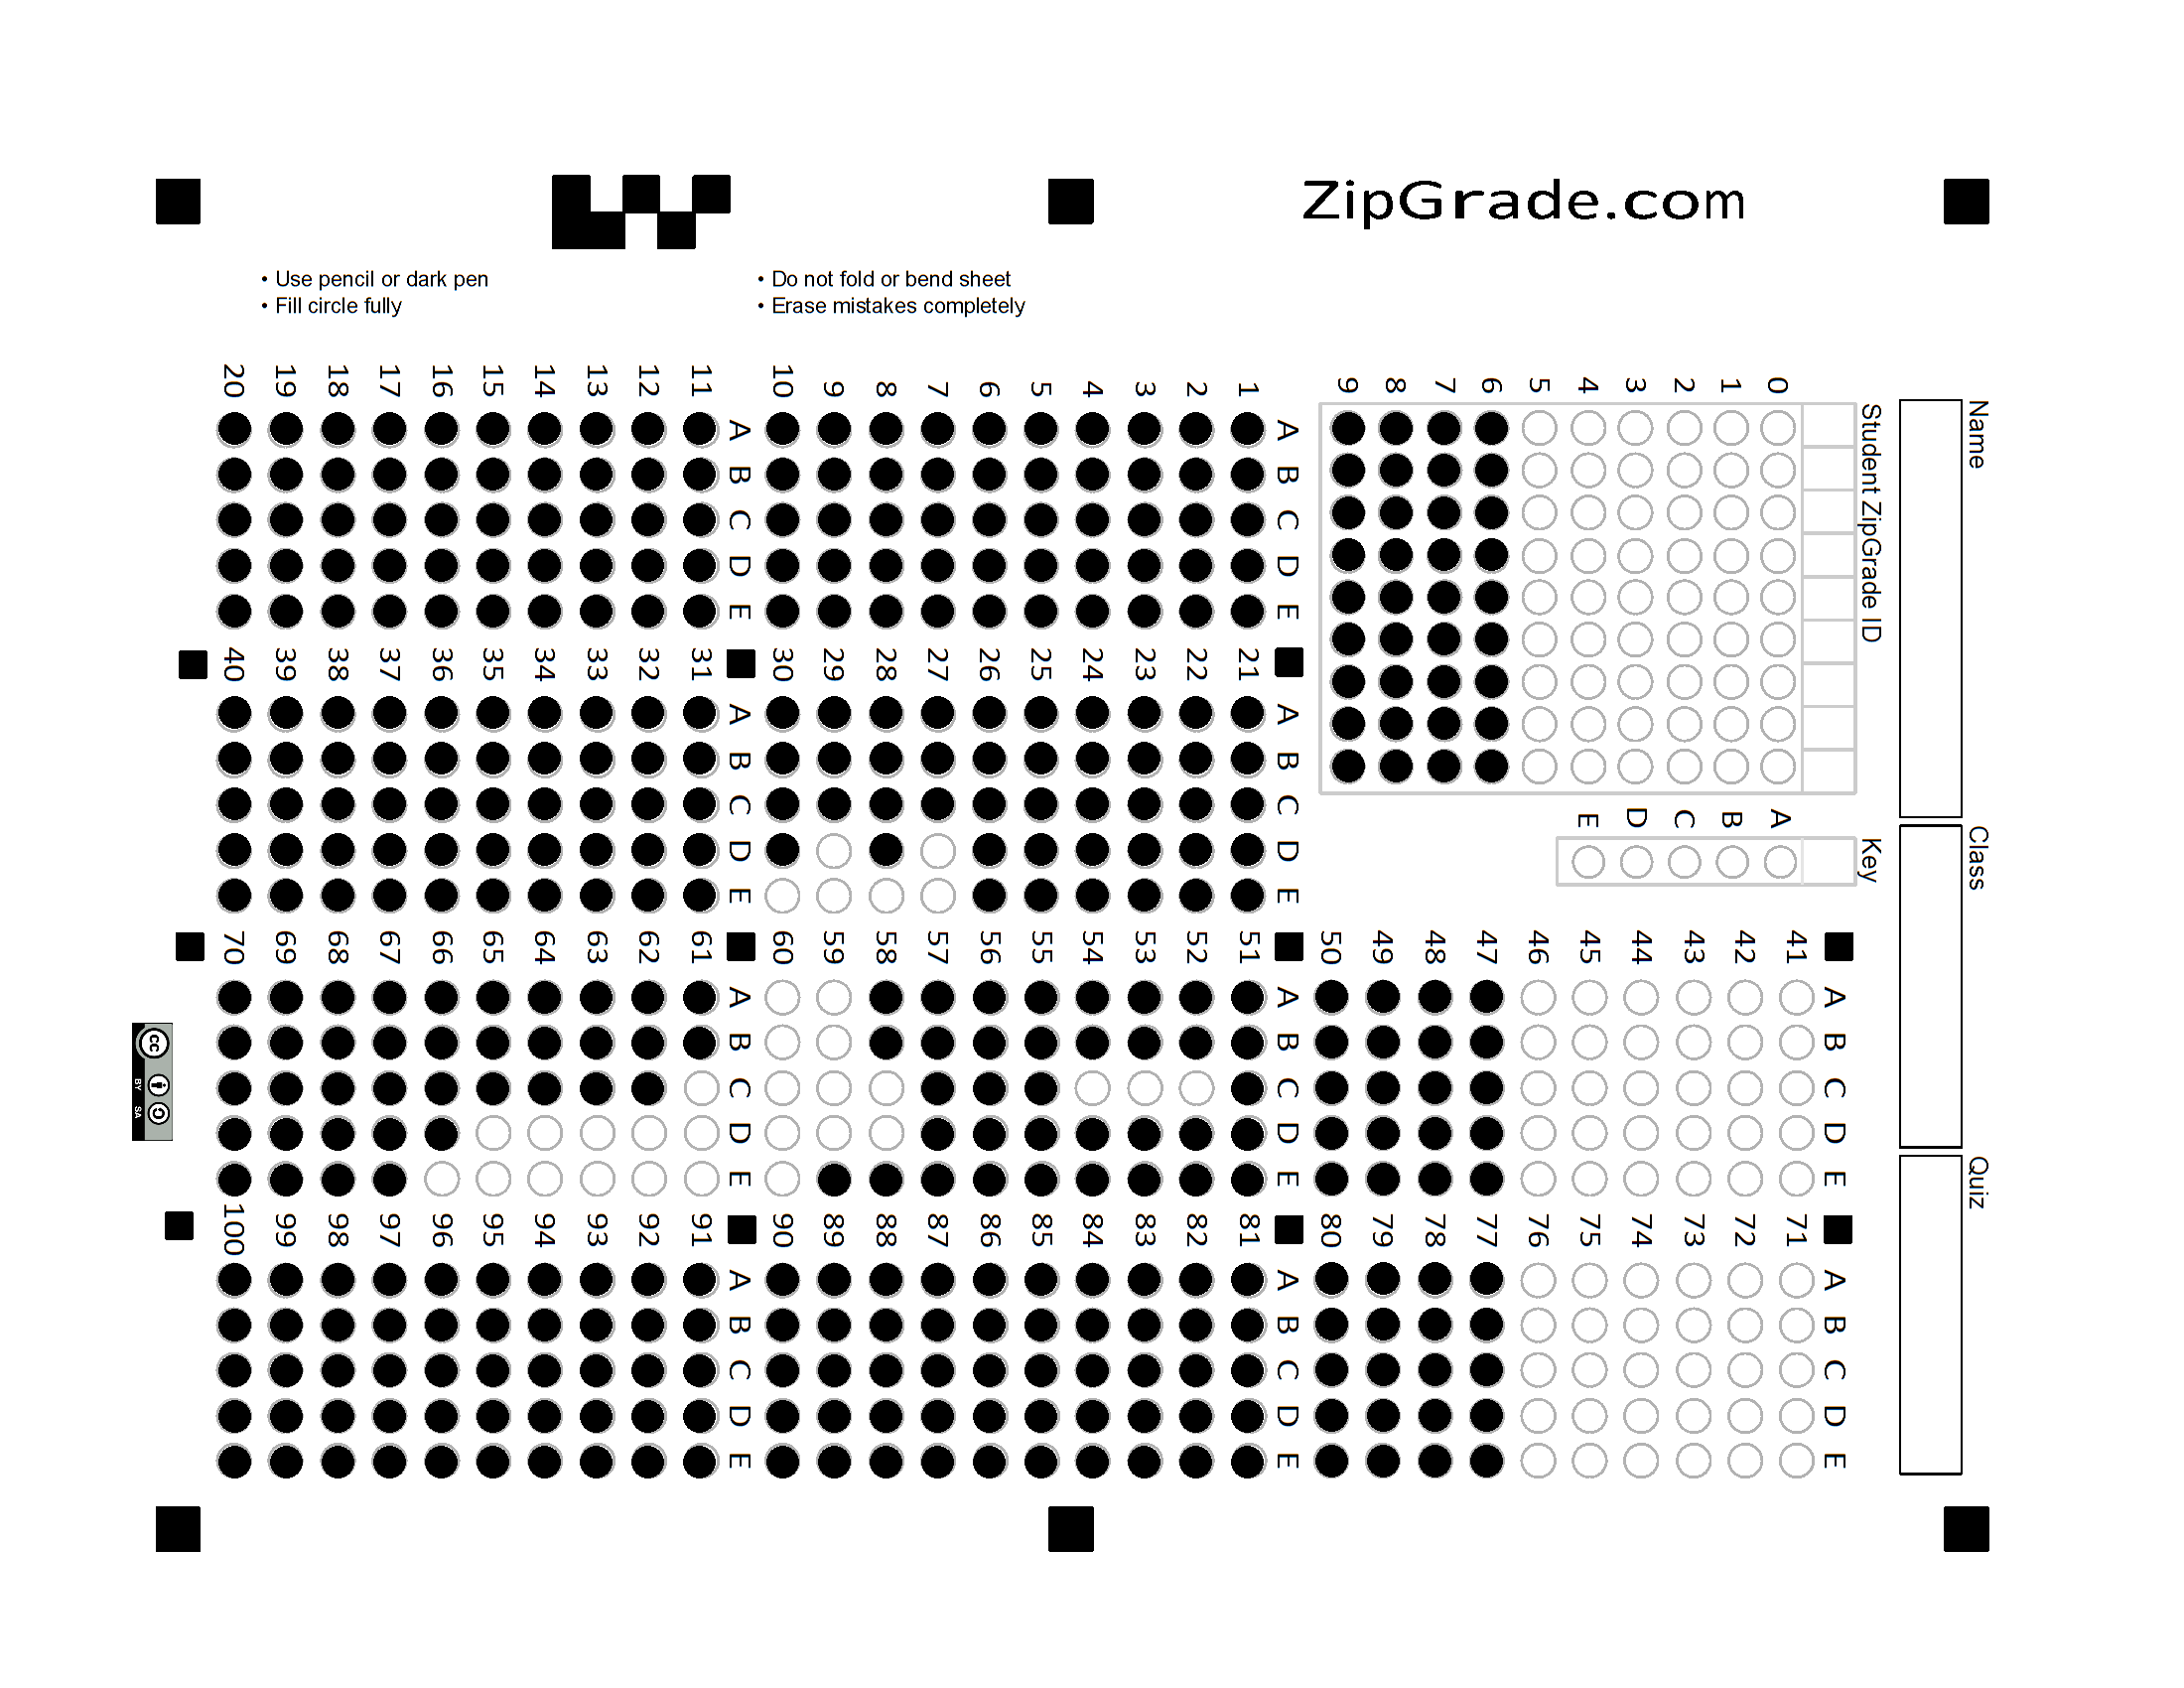 ZipGrade.com
• Use pencil or dark pen
• Fill circle fully
• Do not fold or bend sheet
• Erase mistakes completely
Name Class Quiz
Student ZipGrade ID Key
0 A
1 B
2 C
3 D
4 E
5
6
7
8
9
A B C D E A B C D E
41 71
42 72
43 73
44 74
45 75
46 76
47 77
48 78
49 79
50 80
A B C D E A B C D E A B C D E A B C D E
1 21 51 81
2 22 52 82
3 23 53 83
4 24 54 84
5 25 55 85
6 26 56 86
7 27 57 87
8 28 58 88
9 29 59 89
10 30 60 90
A B C D E A B C D E A B C D E A B C D E
11 31 61 91
12 32 62 92
13 33 63 93
14 34 64 94
15 35 65 95
16 36 66 96
17 37 67 97
18 38 68 98
19 39 69 99
20 40 70 100
cc
BY SA